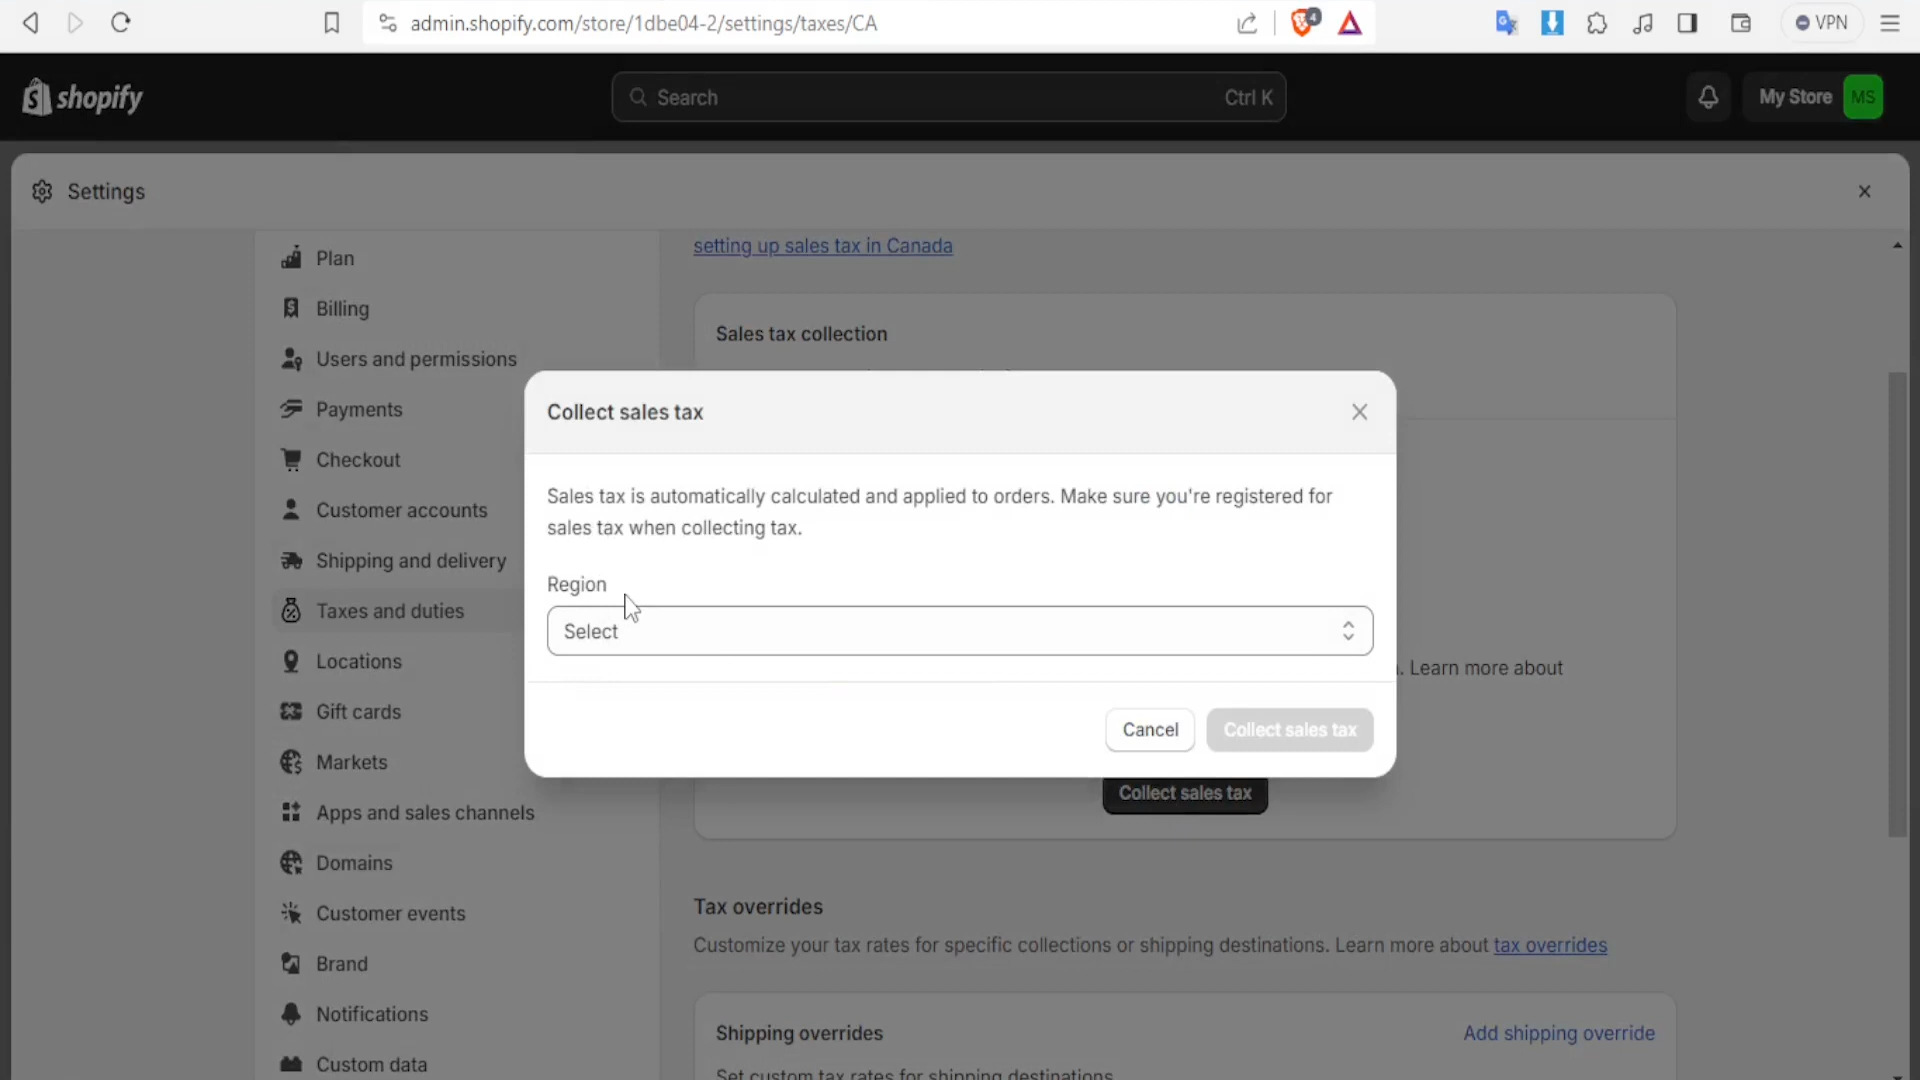 admin.shopify.com/store/1dbe04-2/settings/taxes/CA
4
VPN
shopify
Search
Ctrl K
My Store
MS
Settings
Plan
Billing
Users and permissions
Payments
Checkout
Customer accounts
Shipping and delivery
Taxes and duties
Locations
Gift cards
Markets
Apps and sales channels
Domains
Customer events
Brand
Notifications
Custom data
setting up sales tax in Canada
Sales tax collection
Collect sales tax
Sales tax is automatically calculated and applied to orders. Make sure you're registered for
sales tax when collecting tax.
Region
Select
Cancel
Collect sales tax
. Learn more about
Collect sales tax
Tax overrides
Customize your tax rates for specific collections or shipping destinations. Learn more about tax overrides
Shipping overrides
Add shipping override
Set custom tax rates for shipping destinations